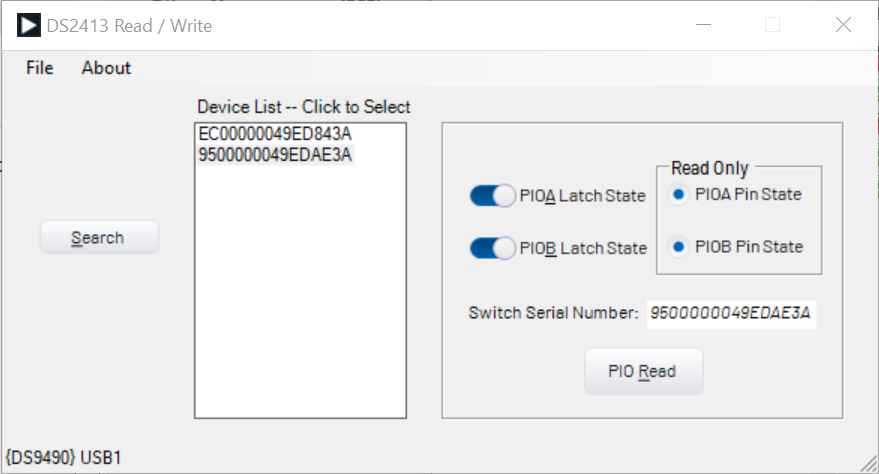 DS2413 Read / Write
File About
Device List -- Click to Select
EC00000049ED843A
9500000049EDAE3A
Search
Read Only
PIOA Latch State
PIOA Pin State
PIOB Latch State
PIOB Pin State
Switch Serial Number: 9500000049EDAE3A
PIO Read
{DS9490} USB1